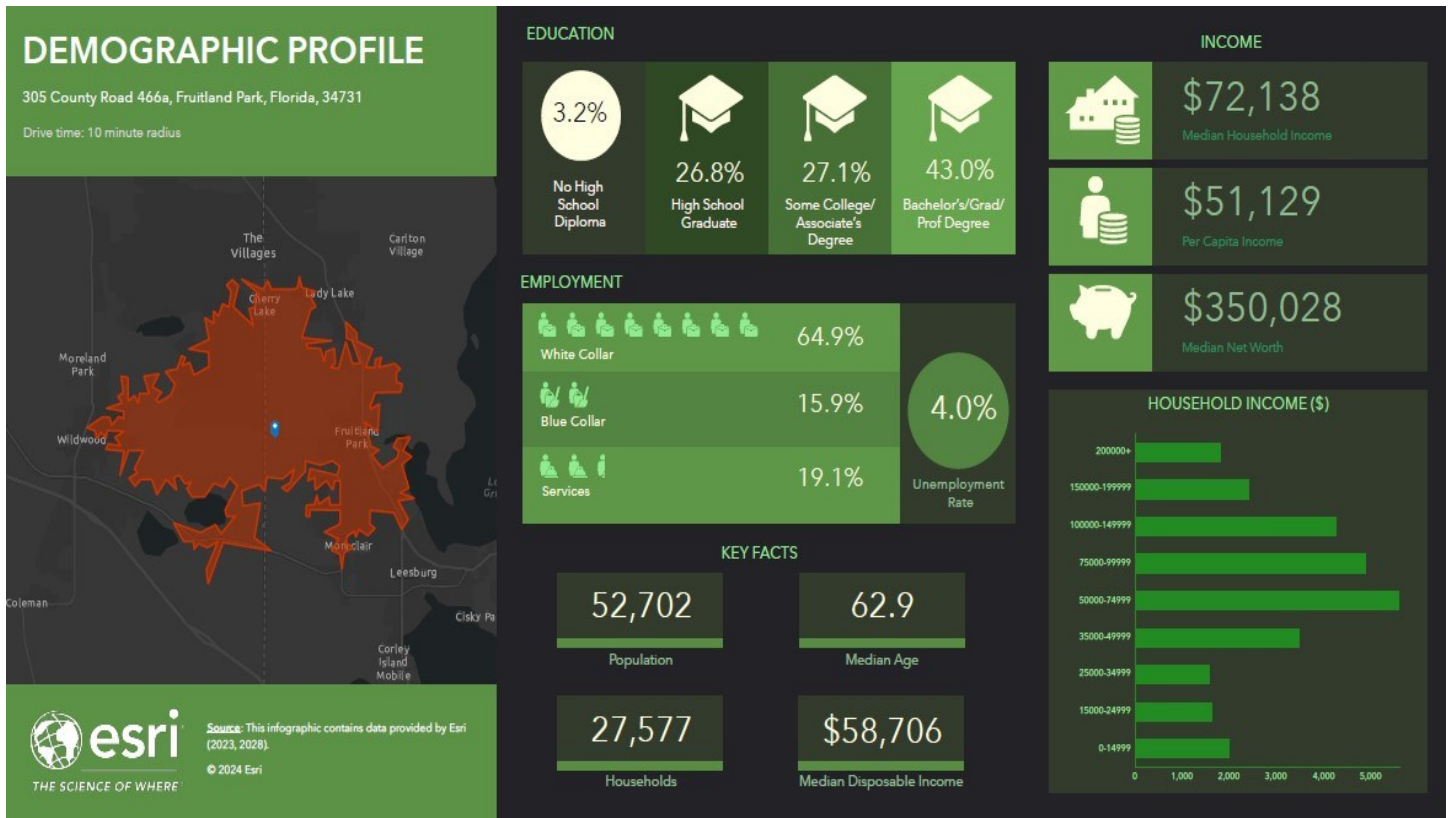 DEMOGRAPHIC PROFILE
305 County Road 466a, Fruitland Park, Florida, 34731
Drive time: 10 minute radius
The
Villages
Carlton
Village
Cherry
Lake
Lady Lake
Moreland
Park
Wildwood
Fruitland
Park
Leesburg
Coleman
Corley
Island
Mobile
esri
THE SCIENCE OF WHERE
Source: This infographic contains data provided by Esri
(2023, 2028).
© 2024 Esri
EDUCATION
3.2%
No High
School
Diploma
26.8%
High School
Graduate
27.1%
Some College/
Associate's
Degree
43.0%
Bachelor's/Grad/
Prof Degree
EMPLOYMENT
64.9%
White Collar
15.9%
Blue Collar
19.1%
Services
4.0%
Unemployment
Rate
KEY FACTS
52,702
Population
62.9
Median Age
27,577
Households
$58,706
Median Disposable Income
INCOME
$72,138
Median Household Income
$51,129
Per Capita Income
$350,028
Median Net Worth
HOUSEHOLD INCOME ($)
200000+
150000-199999
100000-149999
75000-99999
50000-74999
35000-49999
25000-34999
15000-24999
0-14999
0 1,000 2,000 3,000 4,000 5,000